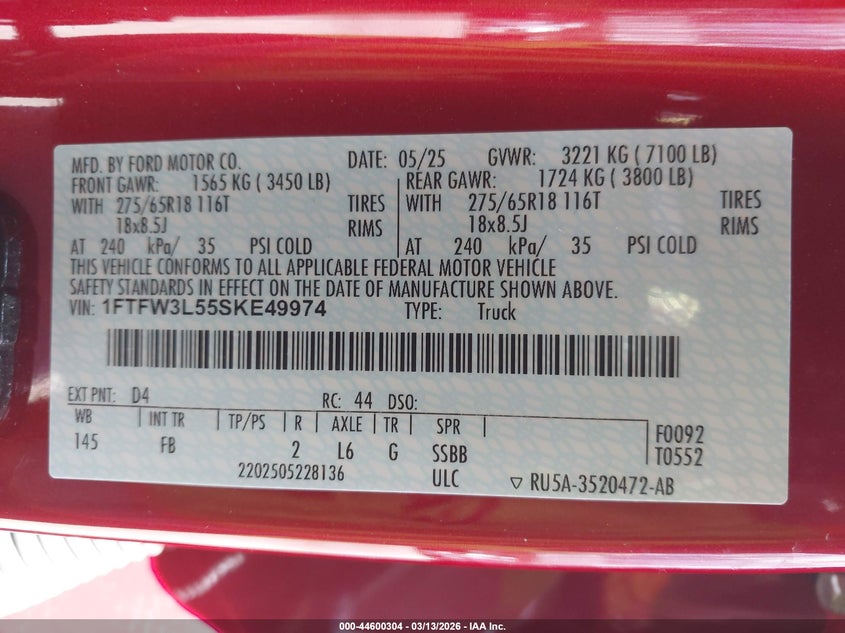 MFD. BY FORD MOTOR CO. DATE: 05/25 GVWR: 3221 KG ( 7100 LB)
FRONT GAWR: 1565 KG ( 3450 LB) REAR GAWR: 1724 KG ( 3800 LB)
WITH 275/65R18 116T TIRES WITH 275/65R18 116T TIRES
18x8.5J RIMS 18x8.5J RIMS
AT 240 kPa/ 35 PSI COLD AT 240 kPa/ 35 PSI COLD
THIS VEHICLE CONFORMS TO ALL APPLICABLE FEDERAL MOTOR VEHICLE
SAFETY STANDARDS IN EFFECT ON THE DATE OF MANUFACTURE SHOWN ABOVE.
VIN: 1FTFW3L55SKE49974 TYPE: Truck
EXT PNT: D4 RC: 44 DSO:
WB INT TR TP/PS R AXLE TR SPR
145 FB 2 L6 G SSBB
F0092
T0552
2202505228136 ULC ▽ RU5A-3520472-AB
000-44600304 | 03/13/2026 - IAA Inc.